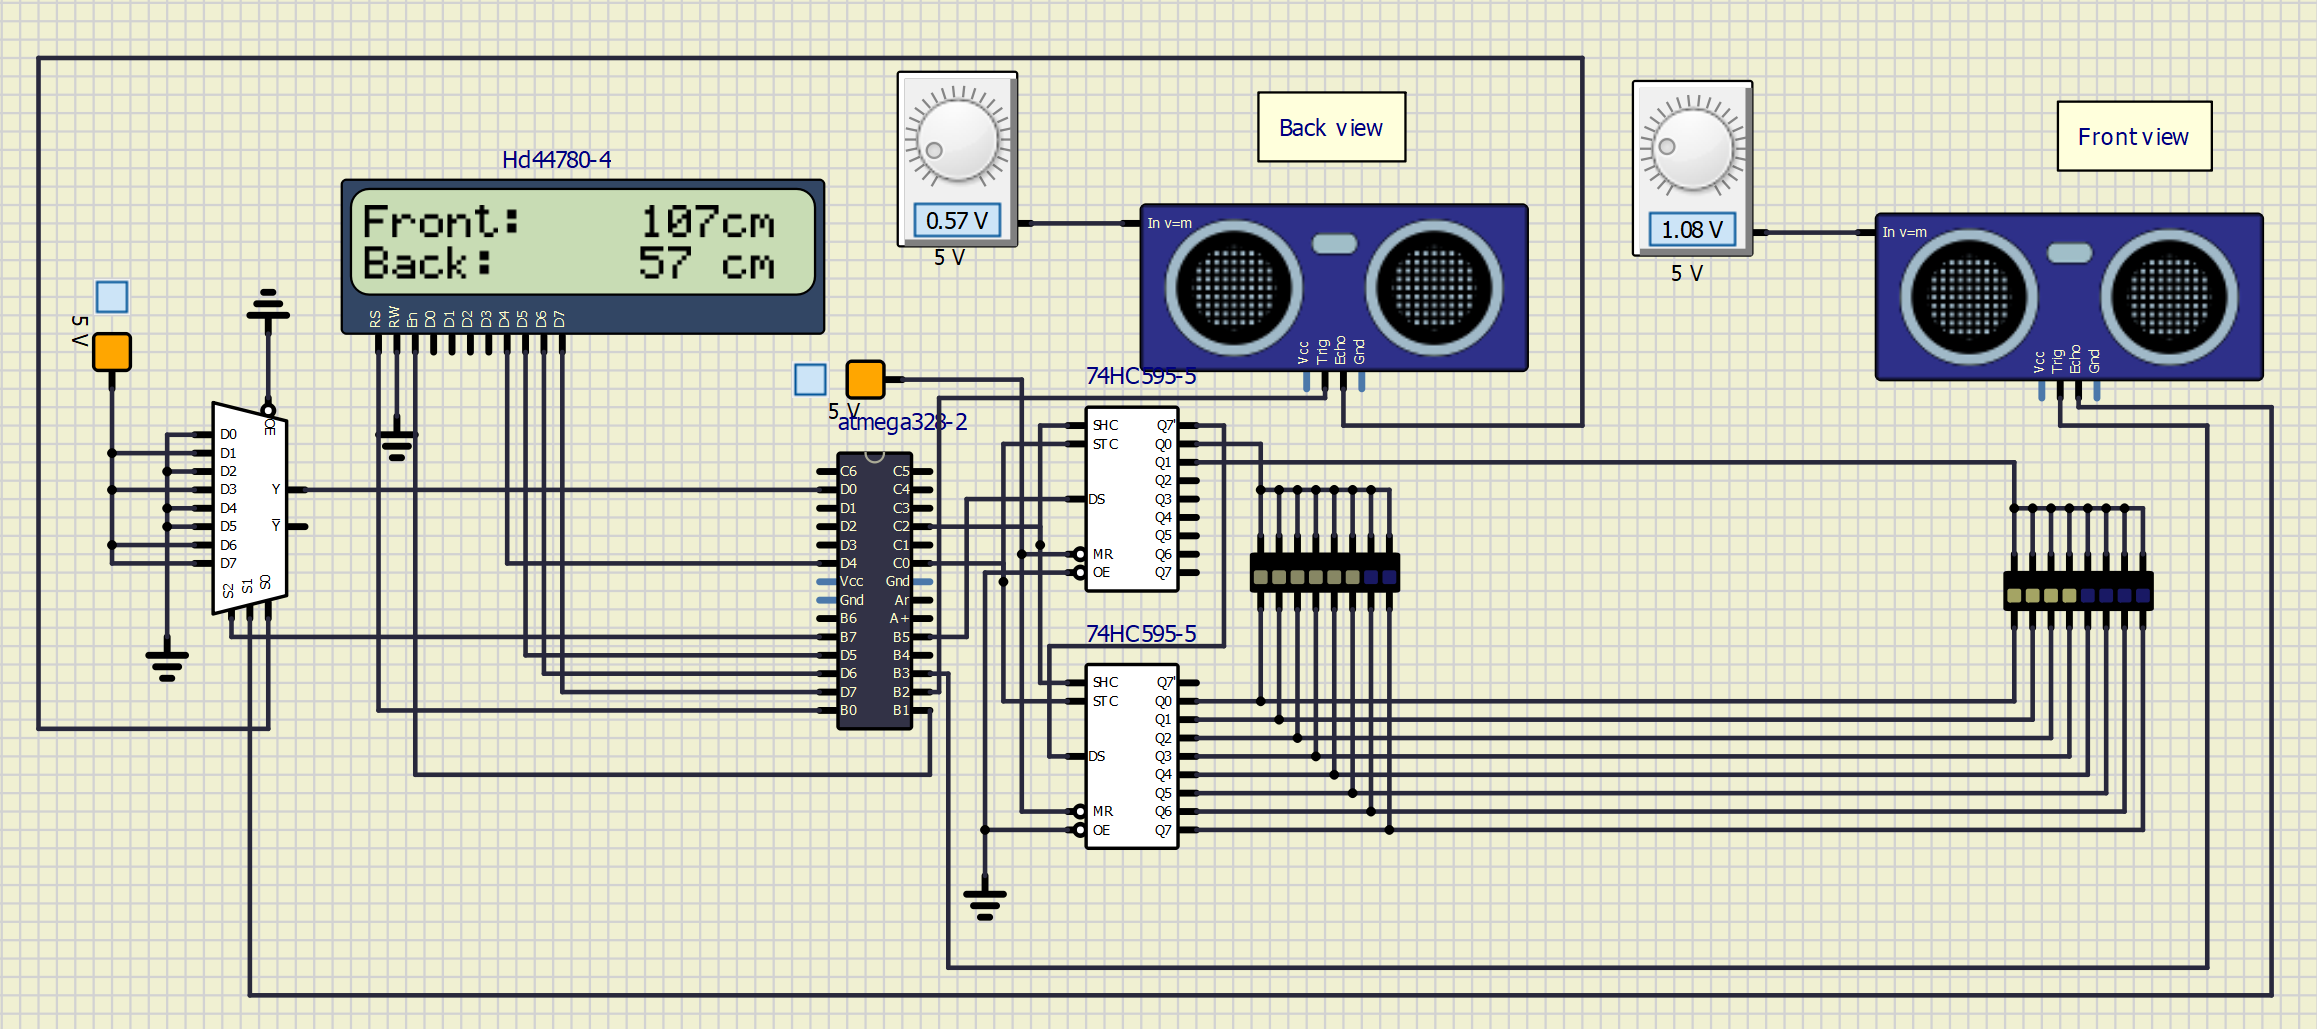 Back view
Front view
Hd44780-4
Front: 107cm
Back: 57 cm
RS RW En D0 D1 D2 D3 D4 D5 D6 D7
0.57 V
5 V
In v=m
Vcc Trig Echo Gnd
1.08 V
5 V
In v=m
Vcc Trig Echo Gnd
5 V
OE
D0
D1
D2
D3 Y
D4
D5 Y
D6
D7
S2 S1 S0
5 V
atmega328-2
C6 C5
D0 C4
D1 C3
D2 C2
D3 C1
D4 C0
Vcc Gnd
Gnd Ar
B6 A+
B7 B5
D5 B4
D6 B3
D7 B2
B0 B1
74HC595-5
SHC Q7'
STC Q0
Q1
Q2
DS Q3
Q4
Q5
MR Q6
OE Q7
74HC595-5
SHC Q7'
STC Q0
Q1
Q2
DS Q3
Q4
Q5
MR Q6
OE Q7